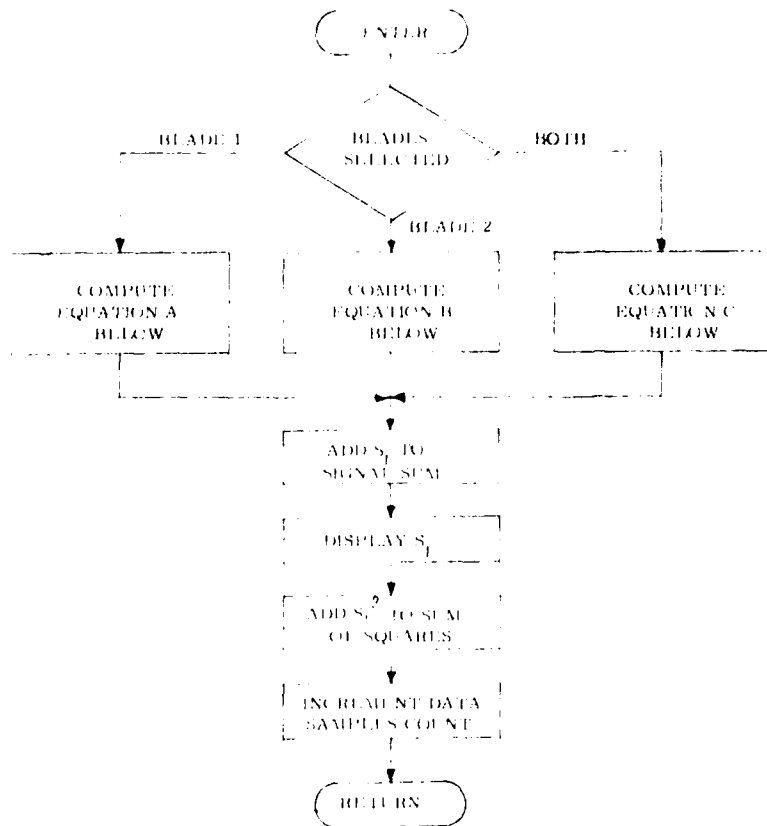 ENTER
BLADE 1
BLADES
SELECTED
BOTH
BLADE 2
COMPUTE
EQUATION A
BELOW
COMPUTE
EQUATION B
BELOW
COMPUTE
EQUATION C
BELOW
ADD S TO
SIGNAL SUM
DISPLAY S
ADD S² TO SUM
OF SQUARES
INCREMENT DATA
SAMPLES COUNT
RETURN